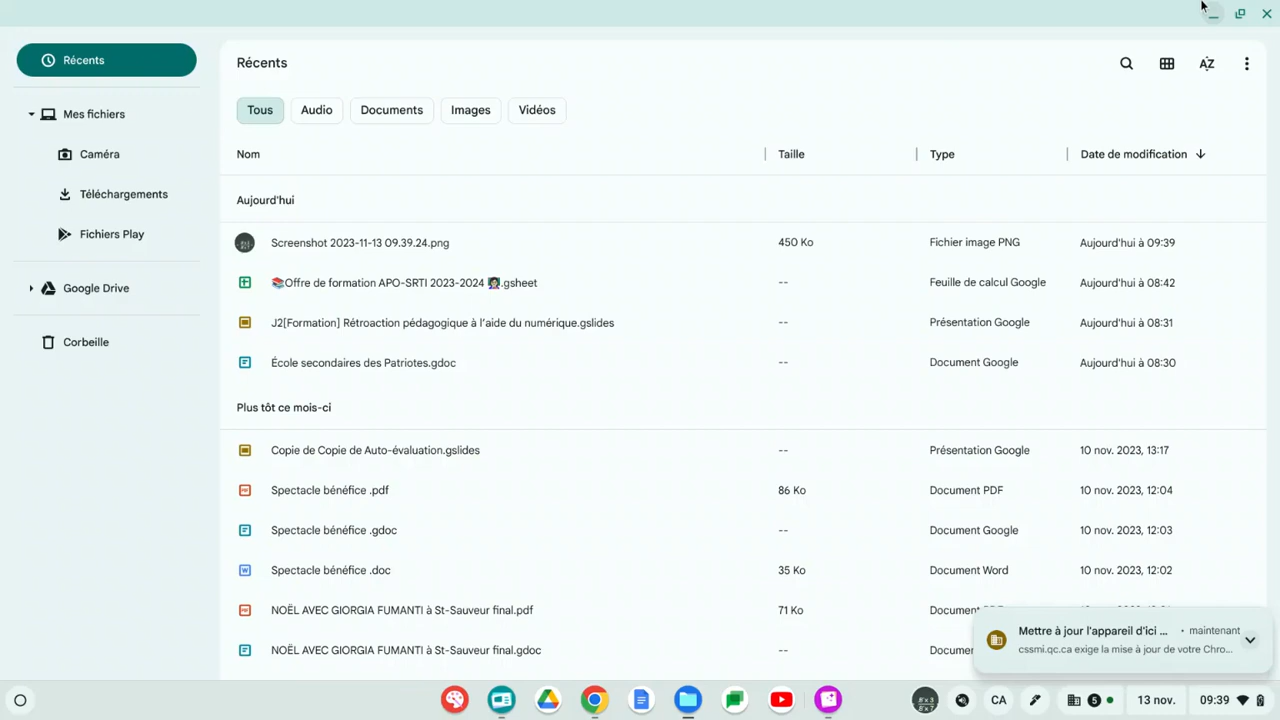 Récents
Mes fichiers
Caméra
Téléchargements
Fichiers Play
Google Drive
Corbeille
Récents
AZ
Tous Audio Documents Images Vidéos
Nom Taille Type Date de modification
Aujourd'hui
Screenshot 2023-11-13 09.39.24.png 450 Ko Fichier image PNG Aujourd'hui à 09:39
📚Offre de formation APO-SRTI 2023-2024 👩‍🏫.gsheet -- Feuille de calcul Google Aujourd'hui à 08:42
J2[Formation] Rétroaction pédagogique à l'aide du numérique.gslides -- Présentation Google Aujourd'hui à 08:31
École secondaires des Patriotes.gdoc -- Document Google Aujourd'hui à 08:30
Plus tôt ce mois-ci
Copie de Copie de Auto-évaluation.gslides -- Présentation Google 10 nov. 2023, 13:17
Spectacle bénéfice .pdf 86 Ko Document PDF 10 nov. 2023, 12:04
Spectacle bénéfice .gdoc -- Document Google 10 nov. 2023, 12:03
Spectacle bénéfice .doc 35 Ko Document Word 10 nov. 2023, 12:02
NOËL AVEC GIORGIA FUMANTI à St-Sauveur final.pdf 71 Ko
NOËL AVEC GIORGIA FUMANTI à St-Sauveur final.gdoc --
Mettre à jour l'appareil d'ici ... • maintenant
cssmi.qc.ca exige la mise à jour de votre Chro...
CA 5 13 nov. 09:39